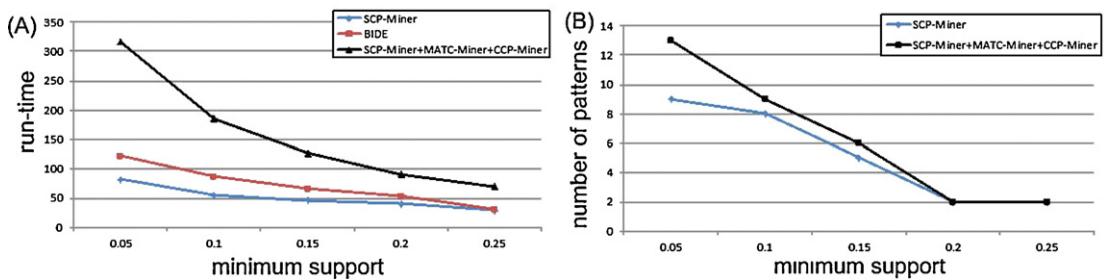 (A)
350
300
250
200
150
100
50
0
run-time
SCP-Miner
BIDE
SCP-Miner+MATC-Miner+CCP-Miner
0.05 0.1 0.15 0.2 0.25
minimum support
(B)
14
12
10
8
6
4
2
0
number of patterns
SCP-Miner
SCP-Miner+MATC-Miner+CCP-Miner
0.05 0.1 0.15 0.2 0.25
minimum support